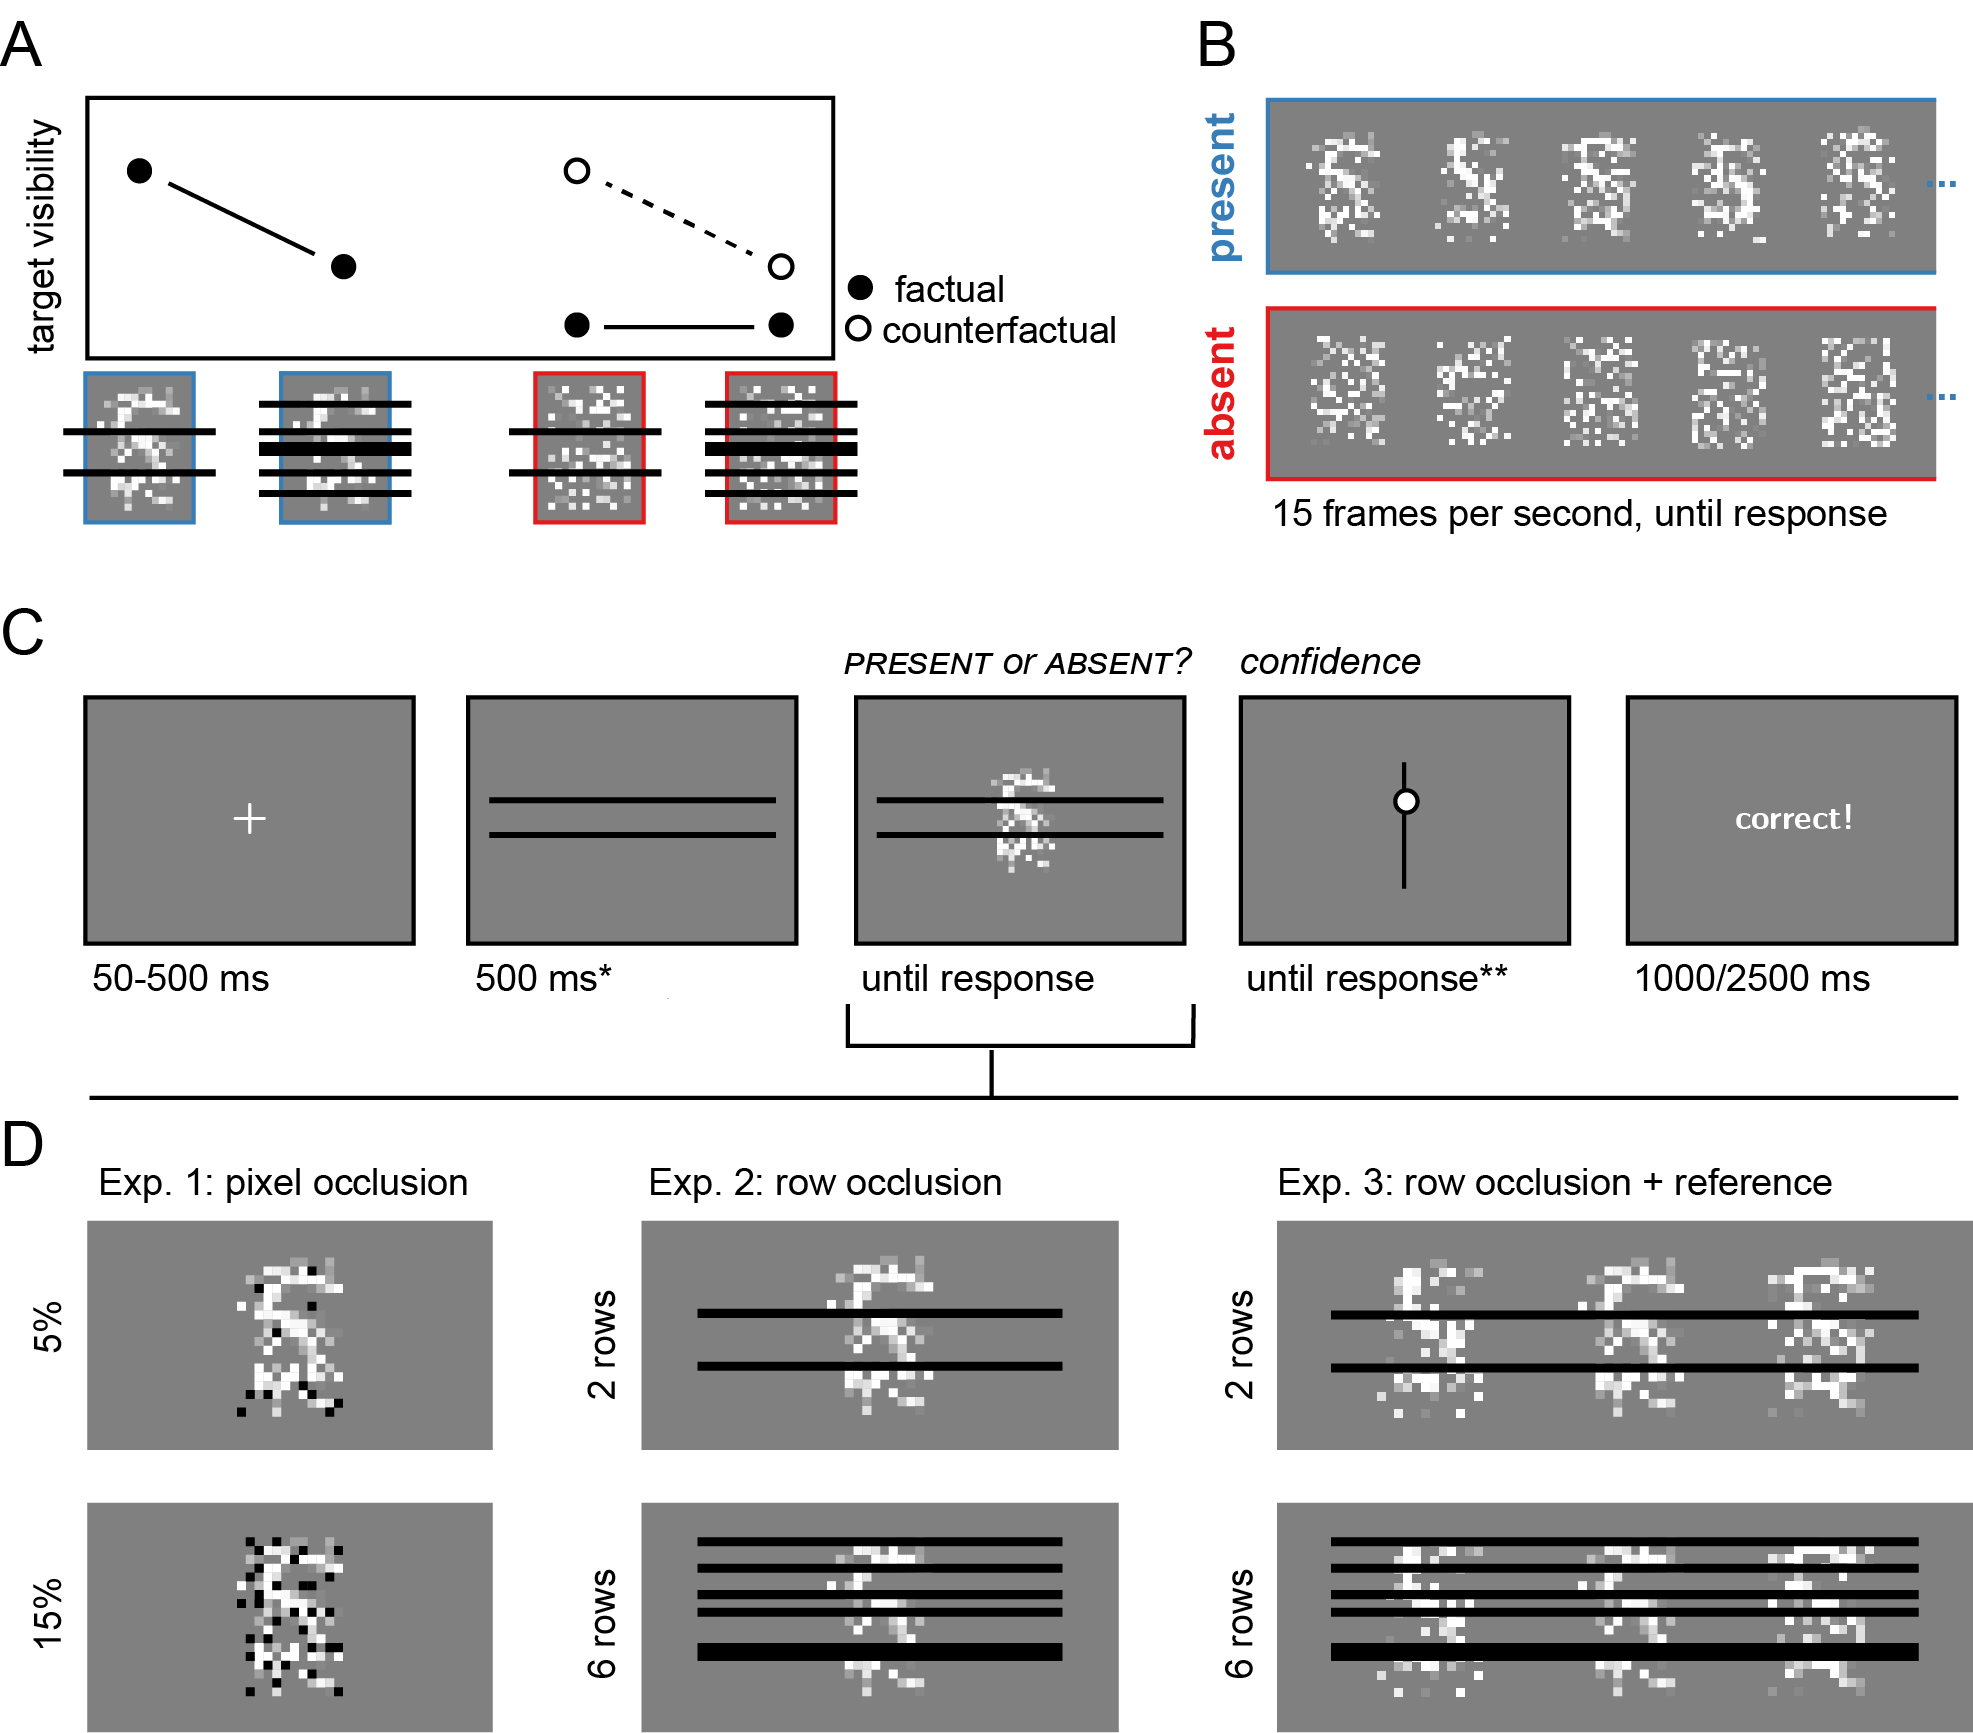 A
target visibility
factual
counterfactual
B
present
...
absent
...
15 frames per second, until response
C
PRESENT or ABSENT?
confidence
correct!
50-500 ms
500 ms*
until response
until response**
1000/2500 ms
D
Exp. 1: pixel occlusion
Exp. 2: row occlusion
Exp. 3: row occlusion + reference
5%
2 rows
2 rows
15%
6 rows
6 rows